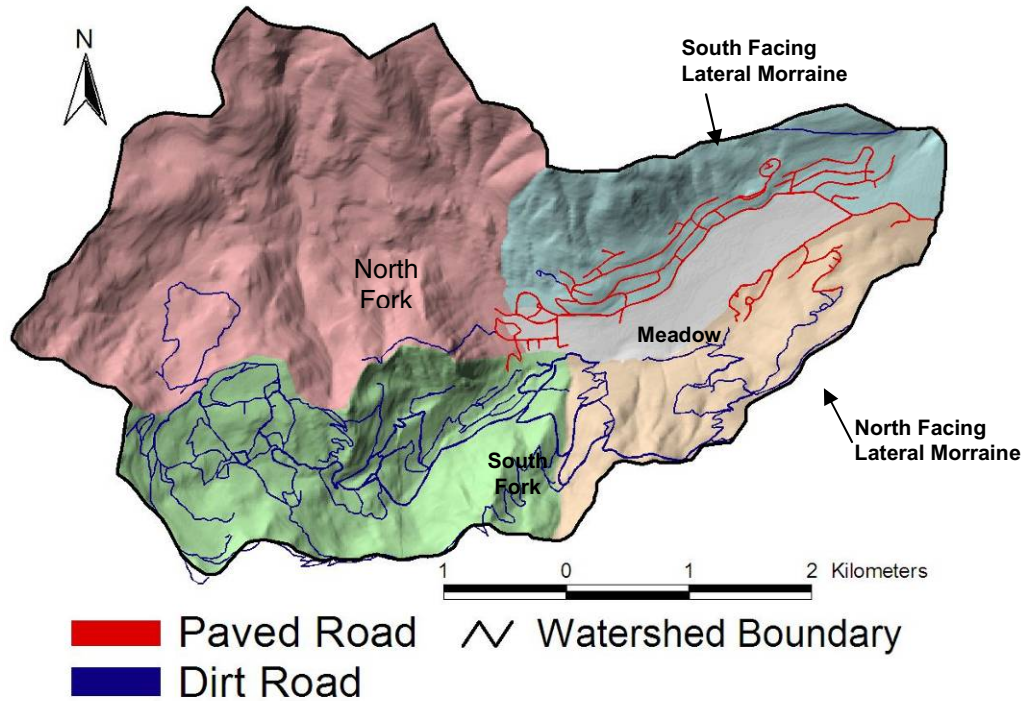 N
South Facing
Lateral Morraine
North
Fork
Meadow
North Facing
Lateral Morraine
South
Fork
1 0 1 2 Kilometers
Paved Road Watershed Boundary
Dirt Road